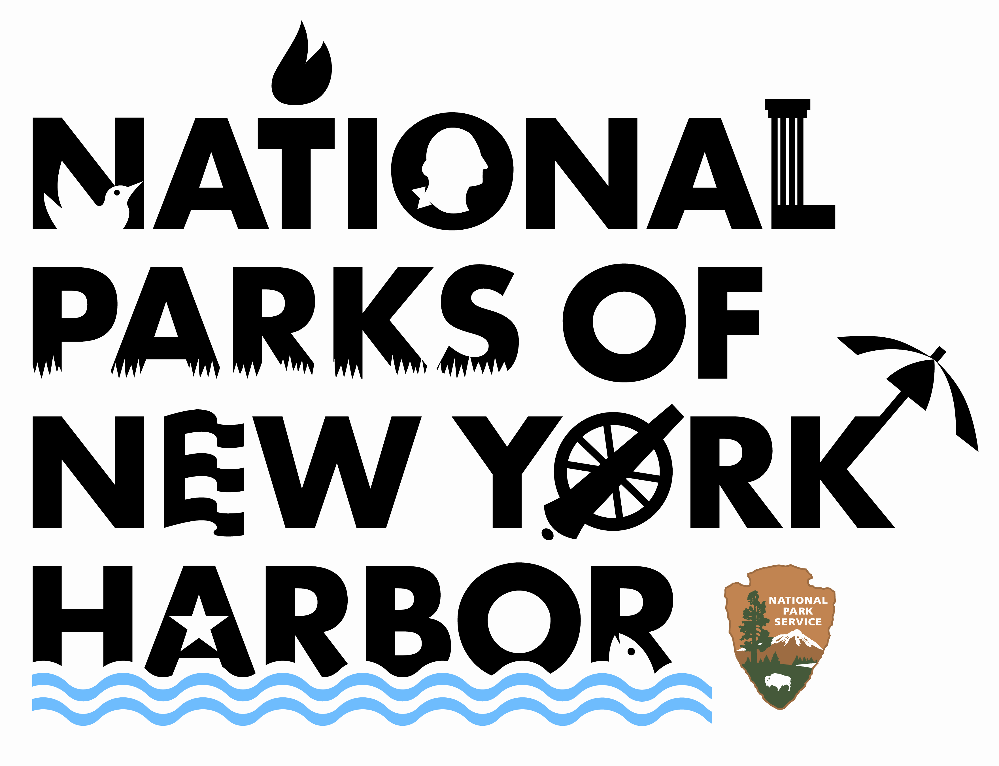 NATIONAL
PARKS OF
NEW YORK
HARBOR
NATIONAL
PARK
SERVICE